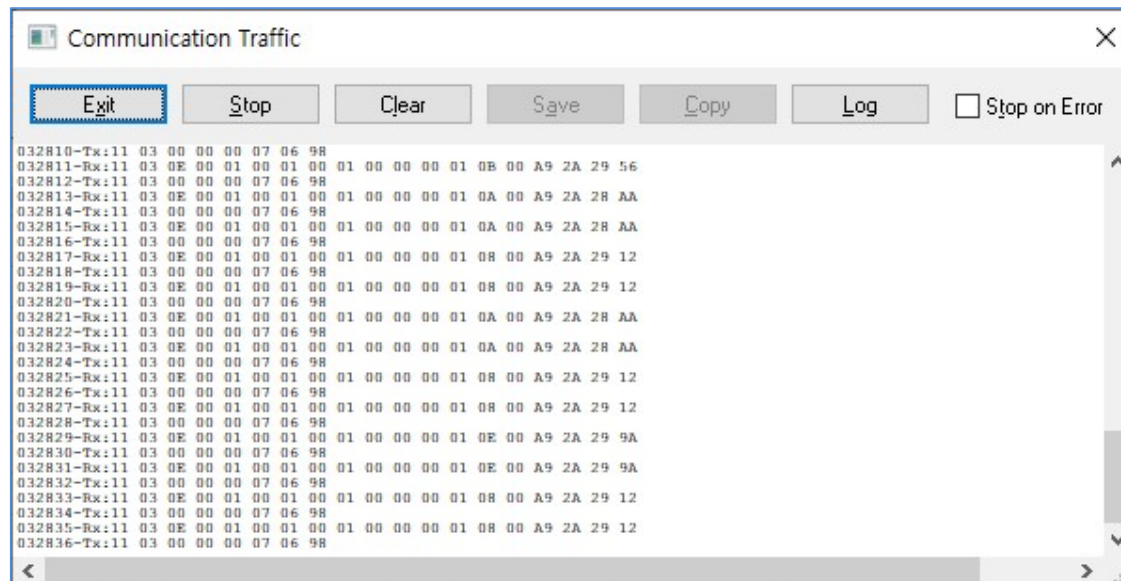 Communication Traffic
Exit Stop Clear Save Copy Log Stop on Error
032810-Tx:11 03 00 00 00 07 06 98
032811-Rx:11 03 0E 00 01 00 01 00 01 00 00 00 01 0B 00 A9 2A 29 56
032812-Tx:11 03 00 00 00 07 06 98
032813-Rx:11 03 0E 00 01 00 01 00 01 00 00 00 01 0A 00 A9 2A 28 AA
032814-Tx:11 03 00 00 00 07 06 98
032815-Rx:11 03 0E 00 01 00 01 00 01 00 00 00 01 0A 00 A9 2A 28 AA
032816-Tx:11 03 00 00 00 07 06 98
032817-Rx:11 03 0E 00 01 00 01 00 01 00 00 00 01 08 00 A9 2A 29 12
032818-Tx:11 03 00 00 00 07 06 98
032819-Rx:11 03 0E 00 01 00 01 00 01 00 00 00 01 08 00 A9 2A 29 12
032820-Tx:11 03 00 00 00 07 06 98
032821-Rx:11 03 0E 00 01 00 01 00 01 00 00 00 01 0A 00 A9 2A 28 AA
032822-Tx:11 03 00 00 00 07 06 98
032823-Rx:11 03 0E 00 01 00 01 00 01 00 00 00 01 0A 00 A9 2A 28 AA
032824-Tx:11 03 00 00 00 07 06 98
032825-Rx:11 03 0E 00 01 00 01 00 01 00 00 00 01 08 00 A9 2A 29 12
032826-Tx:11 03 00 00 00 07 06 98
032827-Rx:11 03 0E 00 01 00 01 00 01 00 00 00 01 08 00 A9 2A 29 12
032828-Tx:11 03 00 00 00 07 06 98
032829-Rx:11 03 0E 00 01 00 01 00 01 00 00 00 01 0E 00 A9 2A 29 9A
032830-Tx:11 03 00 00 00 07 06 98
032831-Rx:11 03 0E 00 01 00 01 00 01 00 00 00 01 0E 00 A9 2A 29 9A
032832-Tx:11 03 00 00 00 07 06 98
032833-Rx:11 03 0E 00 01 00 01 00 01 00 00 00 01 08 00 A9 2A 29 12
032834-Tx:11 03 00 00 00 07 06 98
032835-Rx:11 03 0E 00 01 00 01 00 01 00 00 00 01 08 00 A9 2A 29 12
032836-Tx:11 03 00 00 00 07 06 98